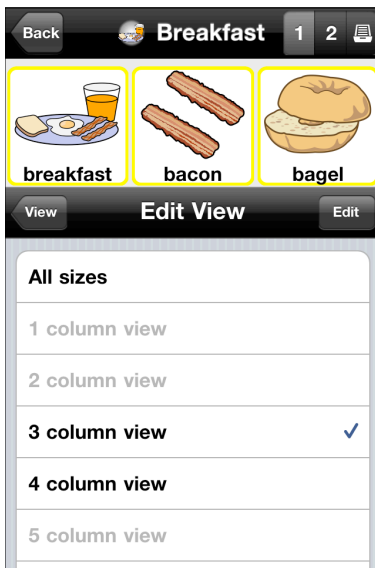 Back Breakfast 1 2
breakfast bacon bagel
View Edit View Edit
All sizes
1 column view
2 column view
3 column view
4 column view
5 column view